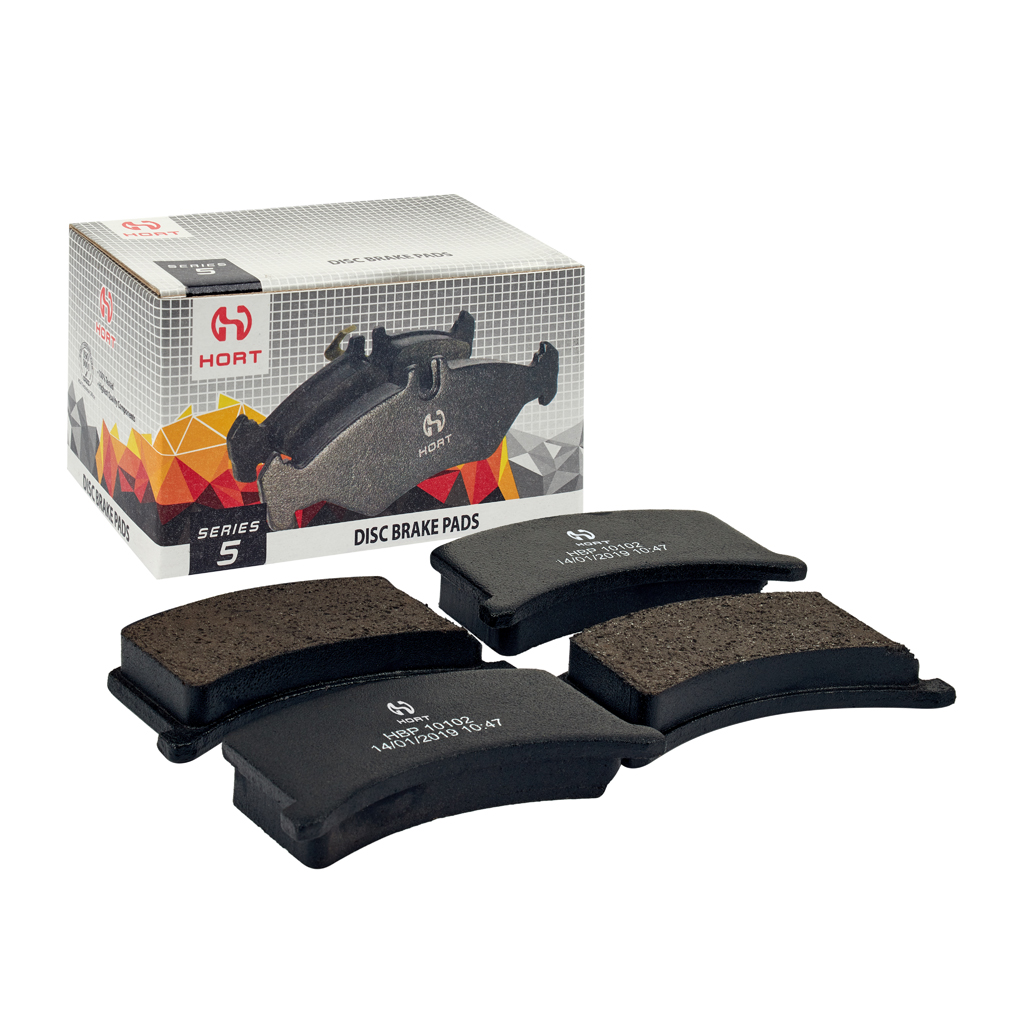 HORT
SERIES
5
DISC BRAKE PADS
HORT
DISC BRAKE PADS
HORT
HORT
SERIES
5
DISC BRAKE PADS
HORT
HBP 10102
14/01/2019 10:47
HORT
HBP 10102
14/01/2019 10:47